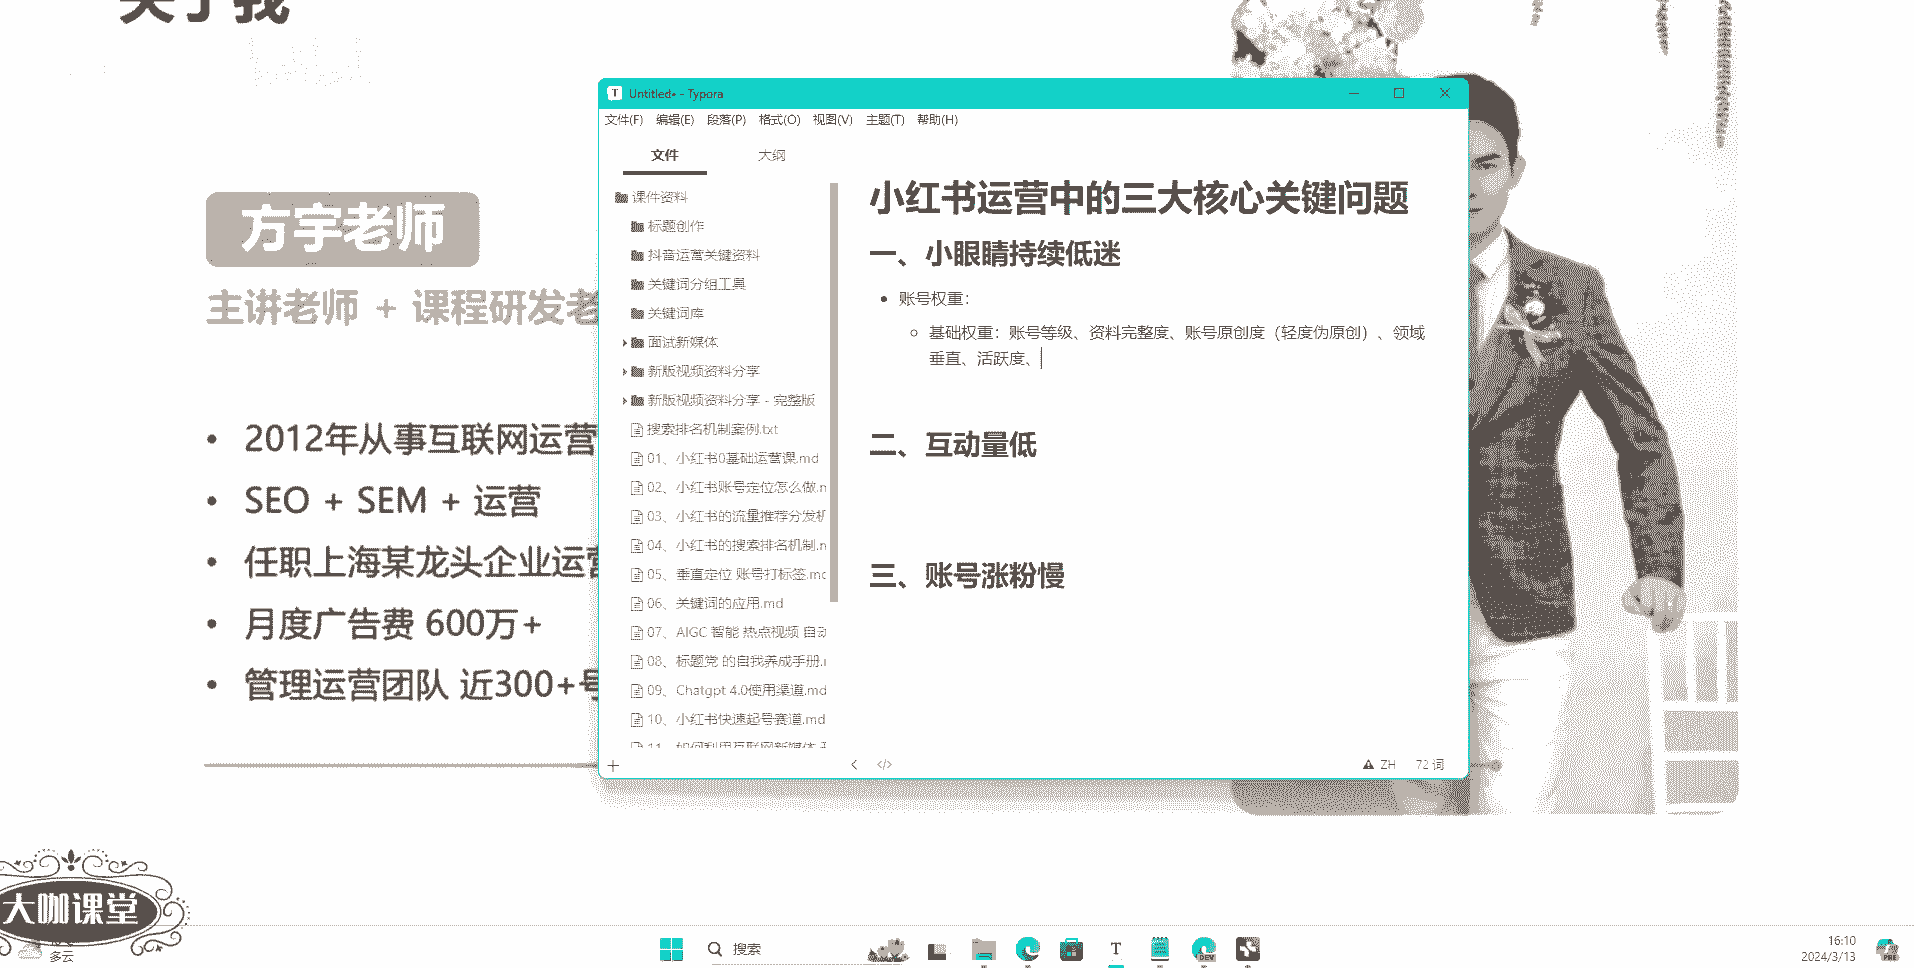 关于我
方宇老师
主讲老师 + 课程研发老
2012年从事互联网运营
SEO + SEM + 运营
任职上海某龙头企业运营
月度广告费 600万+
管理运营团队 近300+号
Untitled• - Typora
文件(F) 编辑(E) 段落(P) 格式(O) 视图(V) 主题(T) 帮助(H)
文件 大纲
课件资料
标题创作
抖音运营关键资料
关键词分组工具
关键词库
面试新媒体
新版视频资料分享
新版视频资料分享 - 完整版
搜索排名机制案例.txt
01、小红书0基础运营课.md
02、小红书账号定位怎么做.m
03、小红书的流量推荐分发机
04、小红书的搜索排名机制.m
05、垂直定位 账号打标签.md
06、关键词的应用.md
07、AIGC 智能 热点视频 自动
08、标题党 的自我养成手册.
09、Chatgpt 4.0使用渠道.md
10、小红书快速起号赛道.md
11、如何利用互联网新媒体
小红书运营中的三大核心关键问题
一、小眼睛持续低迷
账号权重：
基础权重：账号等级、资料完整度、账号原创度（轻度伪原创）、领域
垂直、活跃度、
二、互动量低
三、账号涨粉慢
ZH 72 词
大咖课堂
多云
搜索
DEV
16:10
2024/3/13
PRE